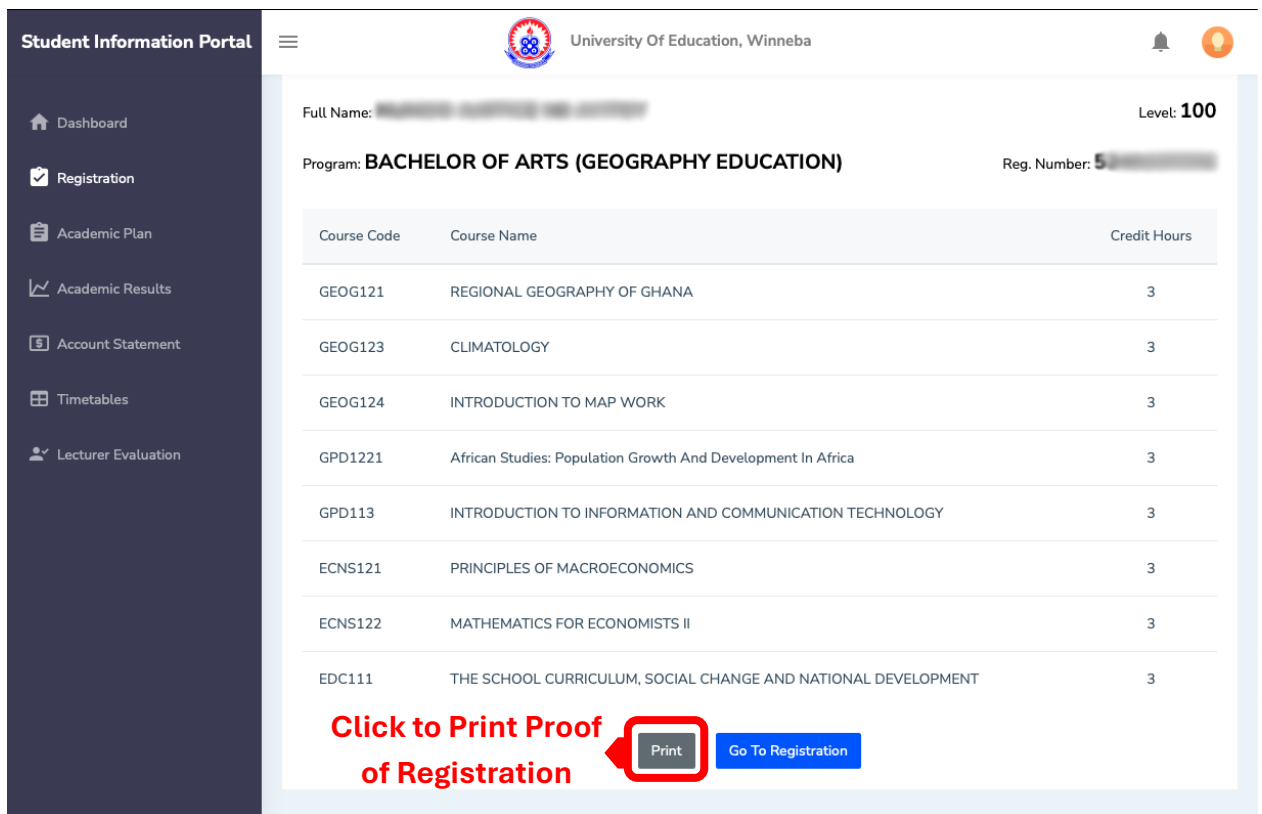 Student Information Portal
University Of Education, Winneba
Dashboard
Registration
Academic Plan
Academic Results
Account Statement
Timetables
Lecturer Evaluation
Full Name:
Level: 100
Program: BACHELOR OF ARTS (GEOGRAPHY EDUCATION)
Reg. Number: 5
Course Code Course Name Credit Hours
GEOG121 REGIONAL GEOGRAPHY OF GHANA 3
GEOG123 CLIMATOLOGY 3
GEOG124 INTRODUCTION TO MAP WORK 3
GPD1221 African Studies: Population Growth And Development In Africa 3
GPD113 INTRODUCTION TO INFORMATION AND COMMUNICATION TECHNOLOGY 3
ECNS121 PRINCIPLES OF MACROECONOMICS 3
ECNS122 MATHEMATICS FOR ECONOMISTS II 3
EDC111 THE SCHOOL CURRICULUM, SOCIAL CHANGE AND NATIONAL DEVELOPMENT 3
Click to Print Proof
of Registration
Print
Go To Registration